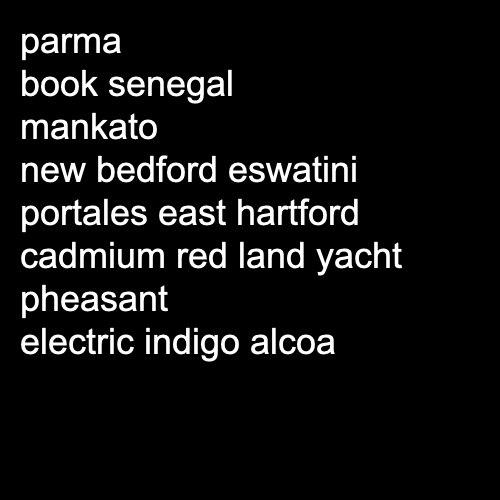 parma
book senegal
mankato
new bedford eswatini
portales east hartford
cadmium red land yacht
pheasant
electric indigo alcoa